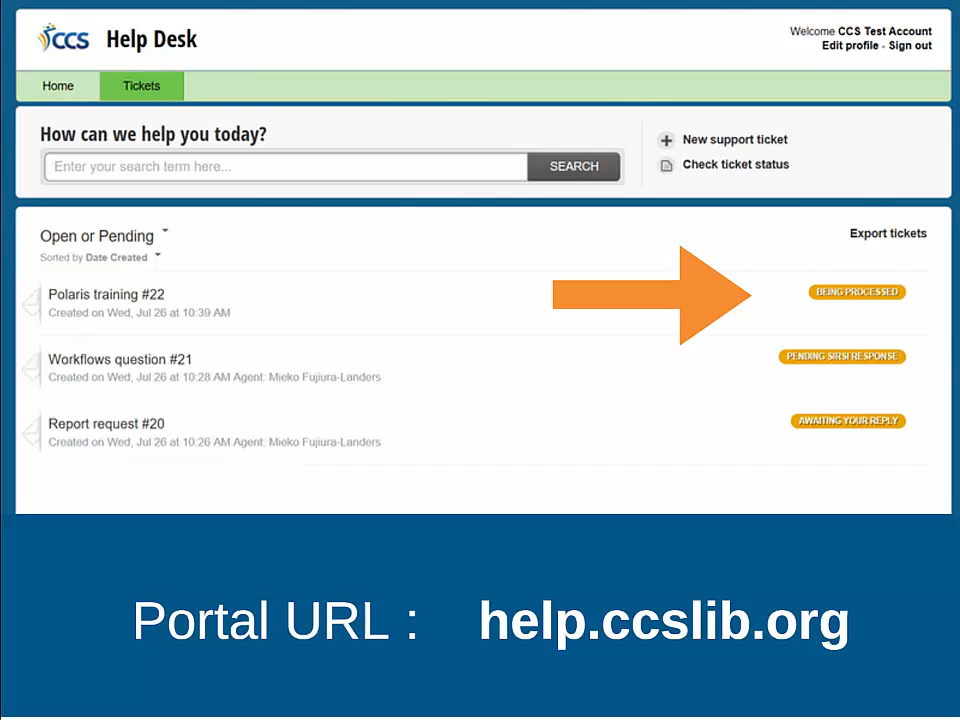 CCS Help Desk
Welcome CCS Test Account
Edit profile - Sign out
Home Tickets
How can we help you today?
Enter your search term here... SEARCH
New support ticket
Check ticket status
Open or Pending
Export tickets
Sorted by Date Created
Polaris training #22
BEING PROCESSED
Created on Wed, Jul 26 at 10:39 AM
Workflows question #21
PENDING SIRSI RESPONSE
Created on Wed, Jul 26 at 10:28 AM Agent: Mieko Fujiura-Landers
Report request #20
AWAITING YOUR REPLY
Created on Wed, Jul 26 at 10:26 AM Agent: Mieko Fujiura-Landers
Portal URL : help.ccslib.org